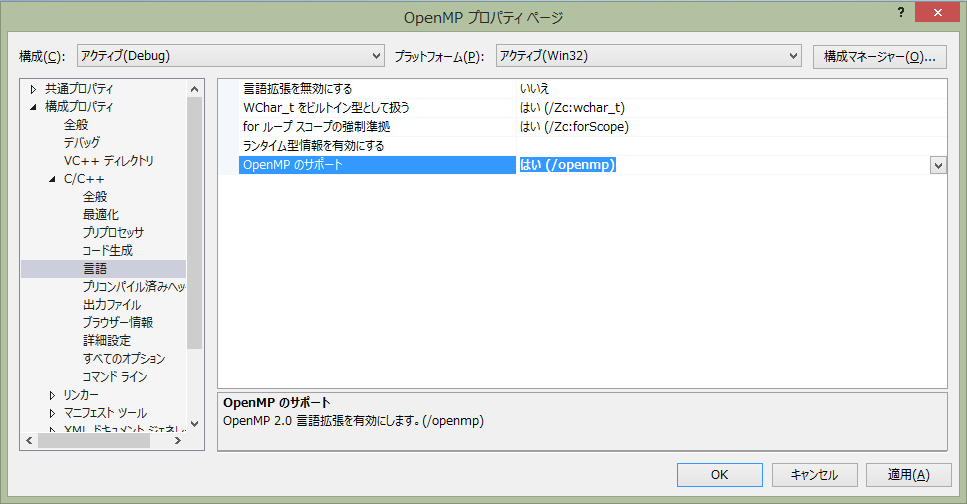 OpenMP プロパティ ページ
? ×
構成(C): アクティブ(Debug) プラットフォーム(P): アクティブ(Win32) 構成マネージャー(O)...
共通プロパティ
構成プロパティ
全般
デバッグ
VC++ ディレクトリ
C/C++
全般
最適化
プリプロセッサ
コード生成
言語
プリコンパイル済みヘッ
出力ファイル
ブラウザー情報
詳細設定
すべてのオプション
コマンド ライン
リンカー
マニフェスト ツール
XML ドキュメント ジェネレ
言語拡張を無効にする いいえ
WChar_t をビルトイン型として扱う はい (/Zc:wchar_t)
for ループ スコープの強制準拠 はい (/Zc:forScope)
ランタイム型情報を有効にする
OpenMP のサポート はい (/openmp)
OpenMP のサポート
OpenMP 2.0 言語拡張を有効にします。(/openmp)
OK キャンセル 適用(A)